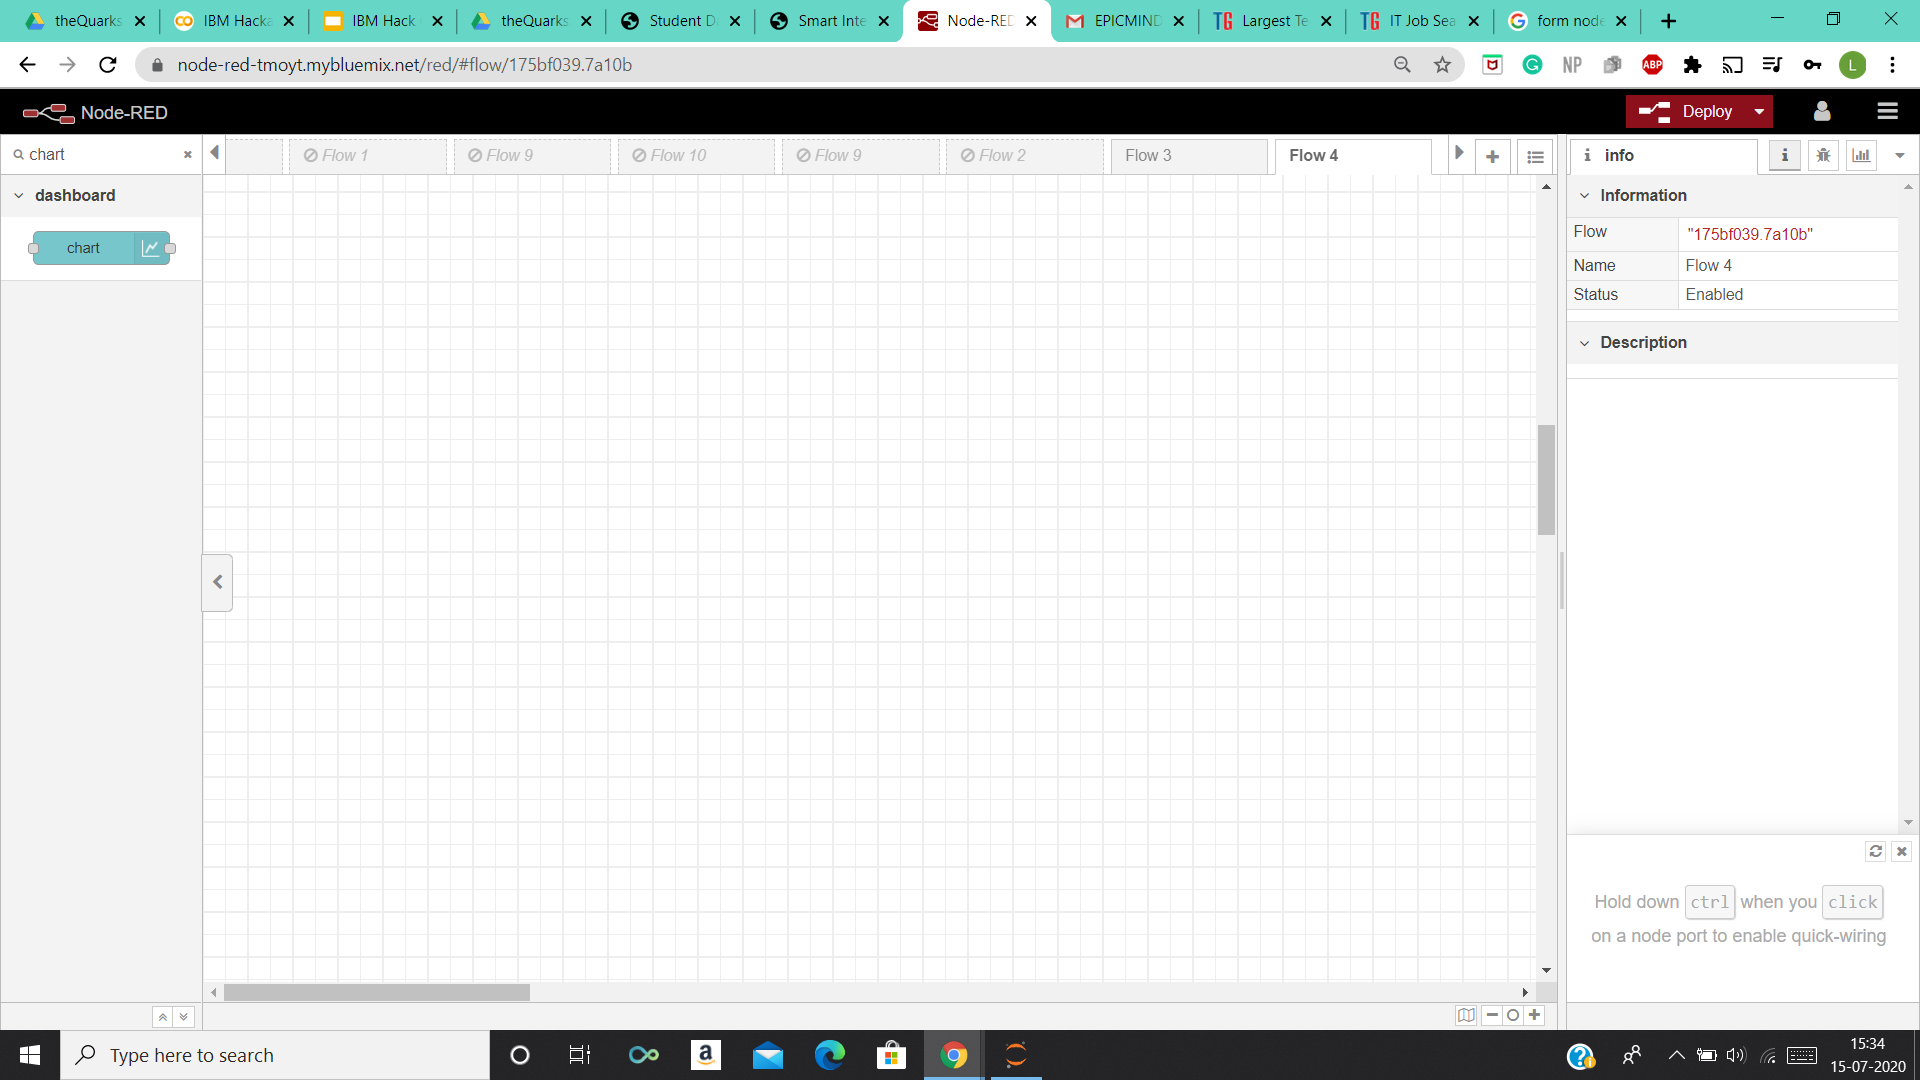 theQuarks
IBM Hacka
IBM Hack
theQuarks
Student D
Smart Inte
Node-RED
EPICMIND
Largest Te
IT Job Sea
form node
node-red-tmoyt.mybluemix.net/red/#flow/175bf039.7a10b
NP
ABP
L
Node-RED
Deploy
chart
Flow 1
Flow 9
Flow 10
Flow 9
Flow 2
Flow 3
Flow 4
info
dashboard
chart
Information
Flow "175bf039.7a10b"
Name Flow 4
Status Enabled
Description
Hold down ctrl when you click
on a node port to enable quick-wiring
Type here to search
15:34
15-07-2020